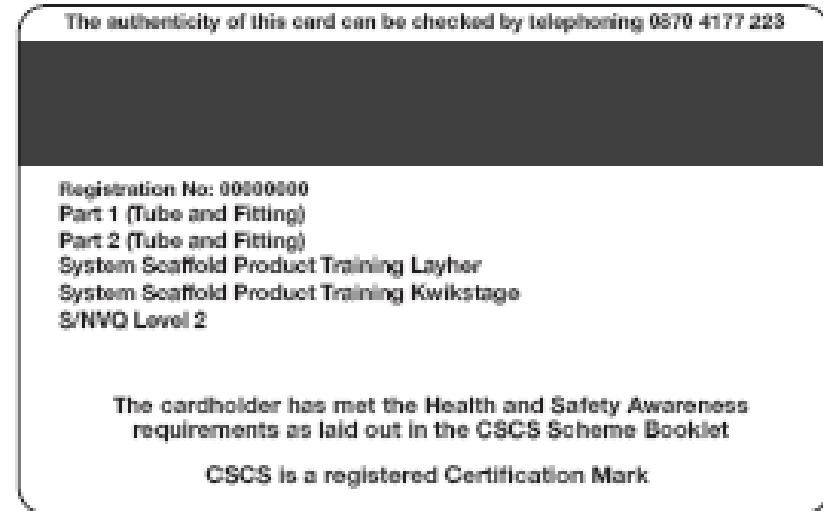 The authenticity of this card can be checked by telephoning 0870 4177 223
Registration No: 00000000
Part 1 (Tube and Fitting)
Part 2 (Tube and Fitting)
System Scaffold Product Training Layher
System Scaffold Product Training Kwikstage
S/NVQ Level 2
The cardholder has met the Health and Safety Awareness
requirements as laid out in the CSCS Scheme Booklet
CSCS is a registered Certification Mark